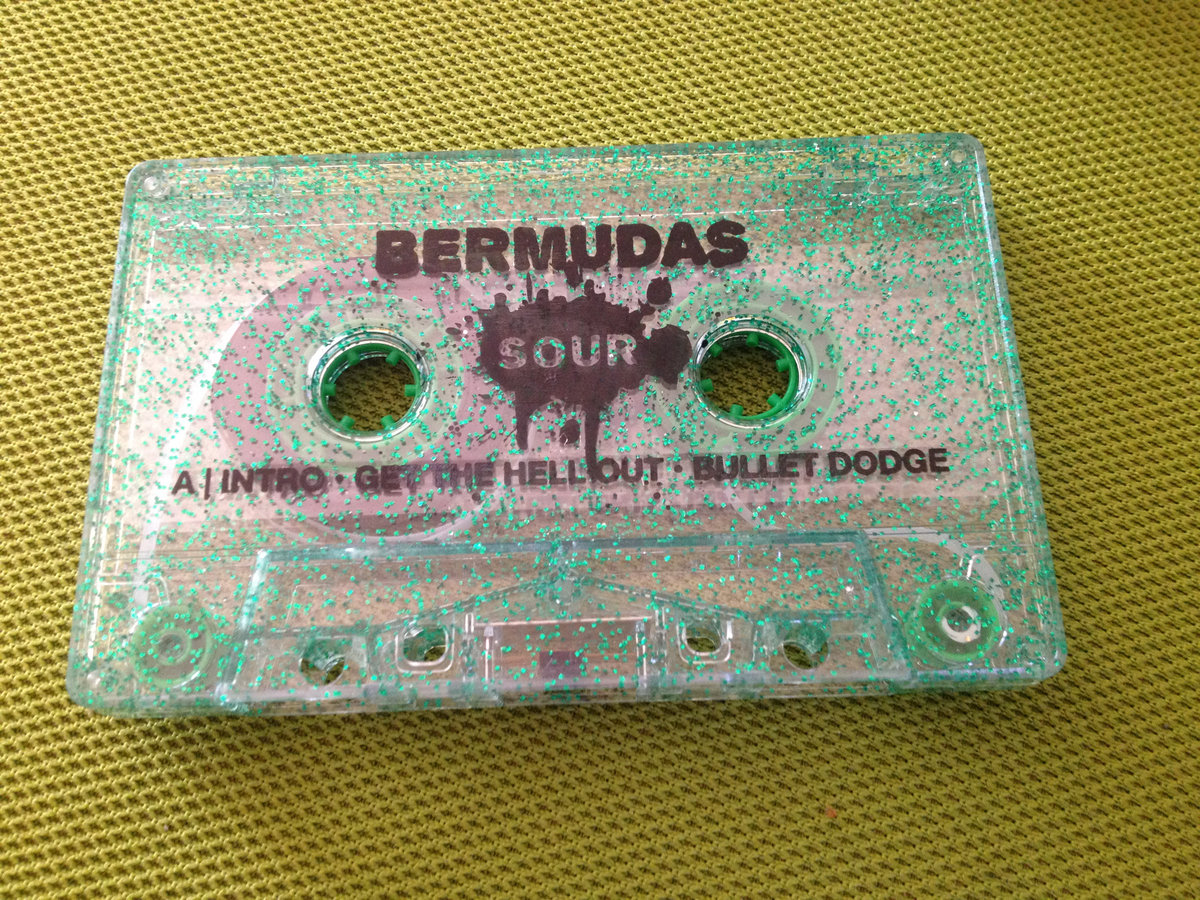 BERMUDAS
SOUR
A | INTRO • GET THE HELL OUT • BULLET DODGE